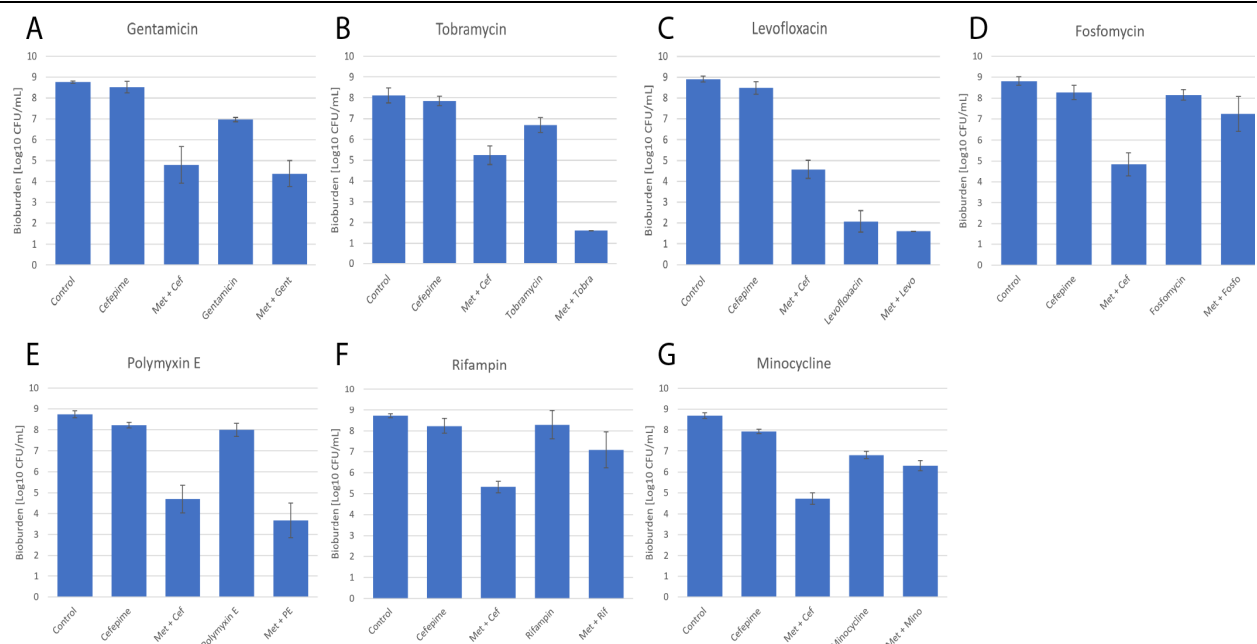 A
Gentamicin
Bioburden [Log10 CFU/mL]
10
9
8
7
6
5
4
3
2
1
0
Control
Cefepime
Met + Cef
Gentamicin
Met + Gent
B
Tobramycin
Bioburden [Log10 CFU/mL]
10
9
8
7
6
5
4
3
2
1
0
Control
Cefepime
Met + Cef
Tobramycin
Met + Tobra
C
Levofloxacin
Bioburden [Log10 CFU/mL]
10
9
8
7
6
5
4
3
2
1
0
Control
Cefepime
Met + Cef
Levofloxacin
Met + Levo
D
Fosfomycin
Bioburden [Log10 CFU/mL]
10
9
8
7
6
5
4
3
2
1
0
Control
Cefepime
Met + Cef
Fosfomycin
Met + Fosfo
E
Polymyxin E
Bioburden [Log10 CFU/mL]
10
9
8
7
6
5
4
3
2
1
0
Control
Cefepime
Met + Cef
Polymyxin E
Met + PE
F
Rifampin
Bioburden [Log10 CFU/mL]
10
9
8
7
6
5
4
3
2
1
0
Control
Cefepime
Met + Cef
Rifampin
Met + Rif
G
Minocycline
Bioburden [Log10 CFU/mL]
10
9
8
7
6
5
4
3
2
1
0
Control
Cefepime
Met + Cef
Minocycline
Met + Mino